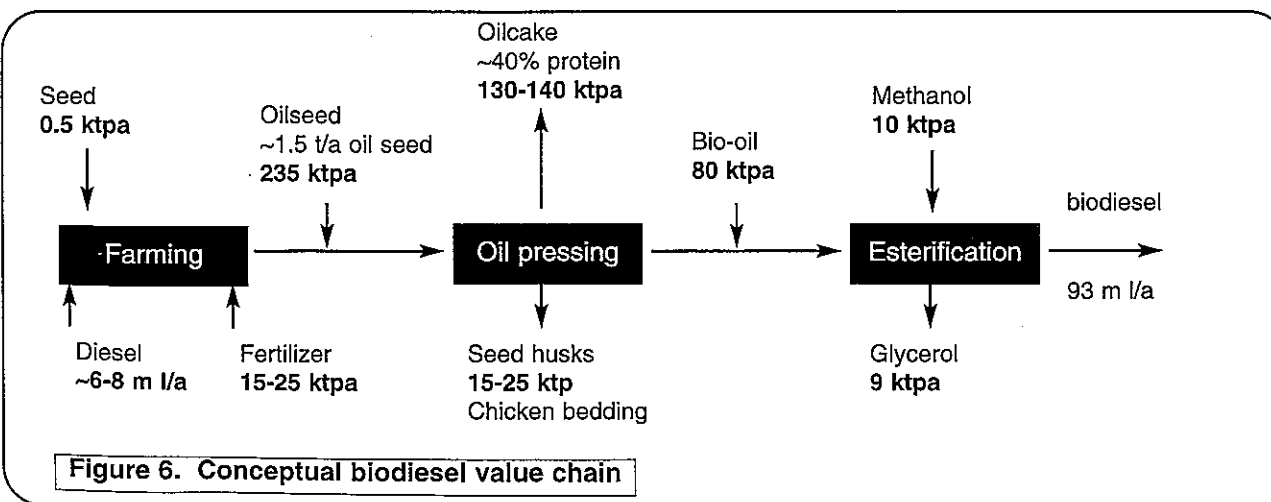 Oilcake
~40% protein
130-140 ktpa
Seed
0.5 ktpa
Oilseed
~1.5 t/a oil seed
235 ktpa
Bio-oil
80 ktpa
Methanol
10 ktpa
biodiesel
Farming
Oil pressing
Esterification
93 m l/a
Diesel
~6-8 m l/a
Fertilizer
15-25 ktpa
Seed husks
15-25 ktp
Chicken bedding
Glycerol
9 ktpa
Figure 6. Conceptual biodiesel value chain